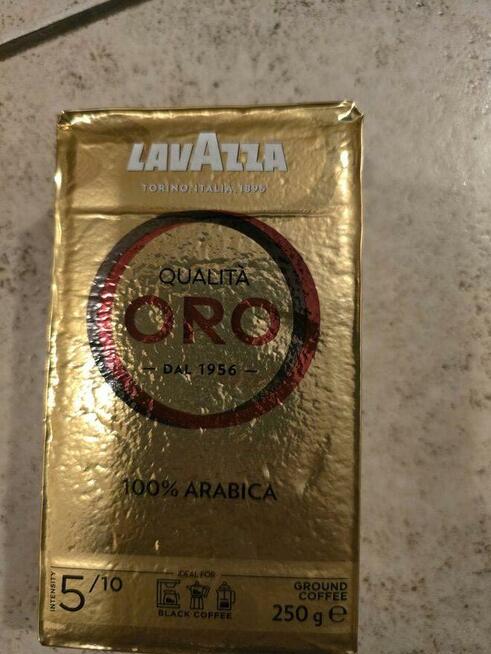 LAVAZZA
TORINO, ITALIA, 1895
QUALITÀ
ORO
— DAL 1956 —
100% ARABICA
INTENSITY
5/10
IDEAL FOR
BLACK COFFEE
GROUND
COFFEE
250 g ℮